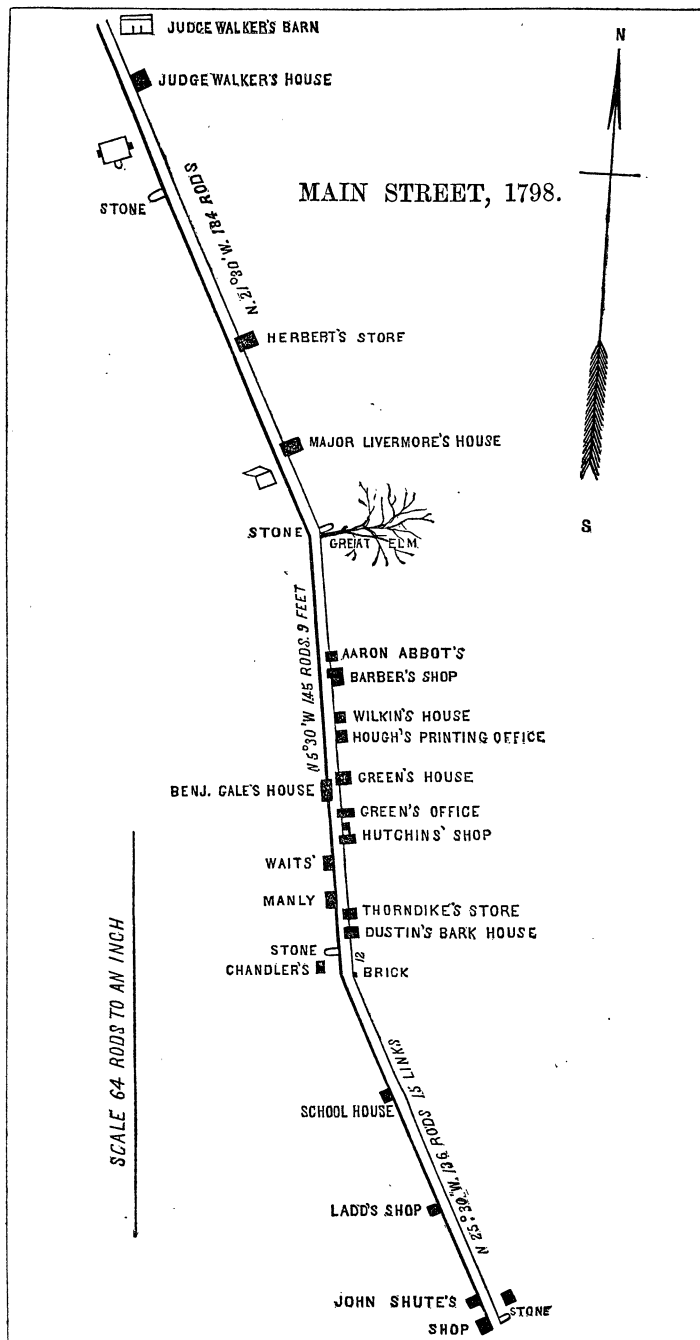 JUDGE WALKER'S BARN
N
JUDGE WALKER'S HOUSE
MAIN STREET, 1798.
STONE
N. 21°30' W. 184 RODS
HERBERT'S STORE
MAJOR LIVERMORE'S HOUSE
STONE
GREAT ELM
S
N 5°30' W 145 RODS. 9 FEET
AARON ABBOT'S
BARBER'S SHOP
WILKIN'S HOUSE
HOUGH'S PRINTING OFFICE
GREEN'S HOUSE
BENJ. GALE'S HOUSE
GREEN'S OFFICE
HUTCHINS' SHOP
WAITS'
MANLY
THORNDIKE'S STORE
DUSTIN'S BARK HOUSE
STONE
12
CHANDLER'S
BRICK
SCALE 64 RODS TO AN INCH
N 25°30' W. 136 RODS 15 LINKS
SCHOOL HOUSE
LADD'S SHOP
JOHN SHUTE'S
STONE
SHOP